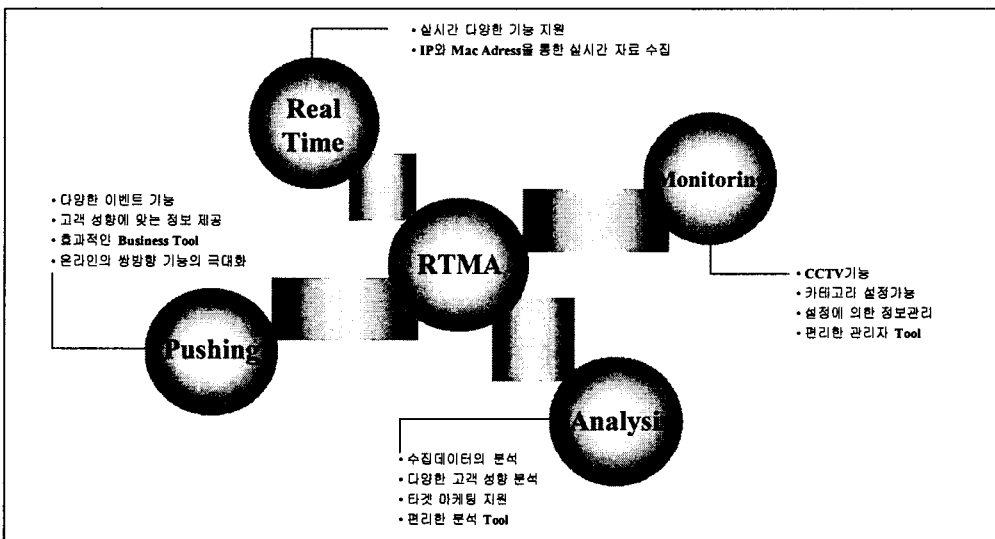 • 실시간 다양한 기능 지원
• IP와 Mac Adress을 통한 실시간 자료 수집
Real
Time
Monitoring
• 다양한 이벤트 기능
• 고객 성향에 맞는 정보 제공
• 효과적인 Business Tool
• 온라인의 쌍방향 기능의 극대화
RTMA
• CCTV기능
• 카테고리 설정가능
• 설정에 의한 정보관리
• 편리한 관리자 Tool
Pushing
Analysi
• 수집데이터의 분석
• 다양한 고객 성향 분석
• 타겟 마케팅 지원
• 편리한 분석 Tool